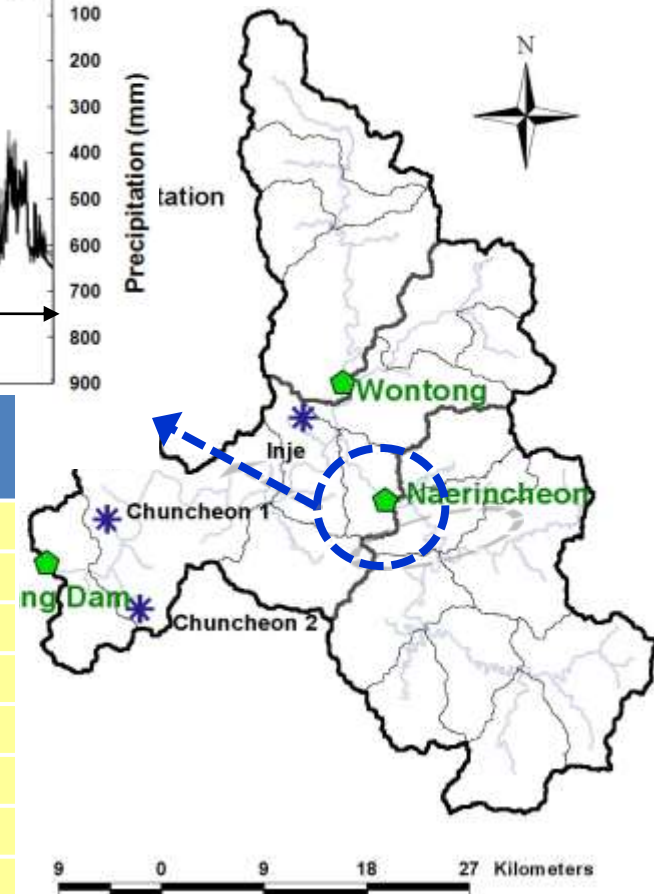 100
200
300
400
500
600
700
800
900
Precipitation (mm)
tation
N
Wontong
Inje
Naerincheon
Chuncheon 1
ng Dam
Chuncheon 2
9 0 9 18 27 Kilometers